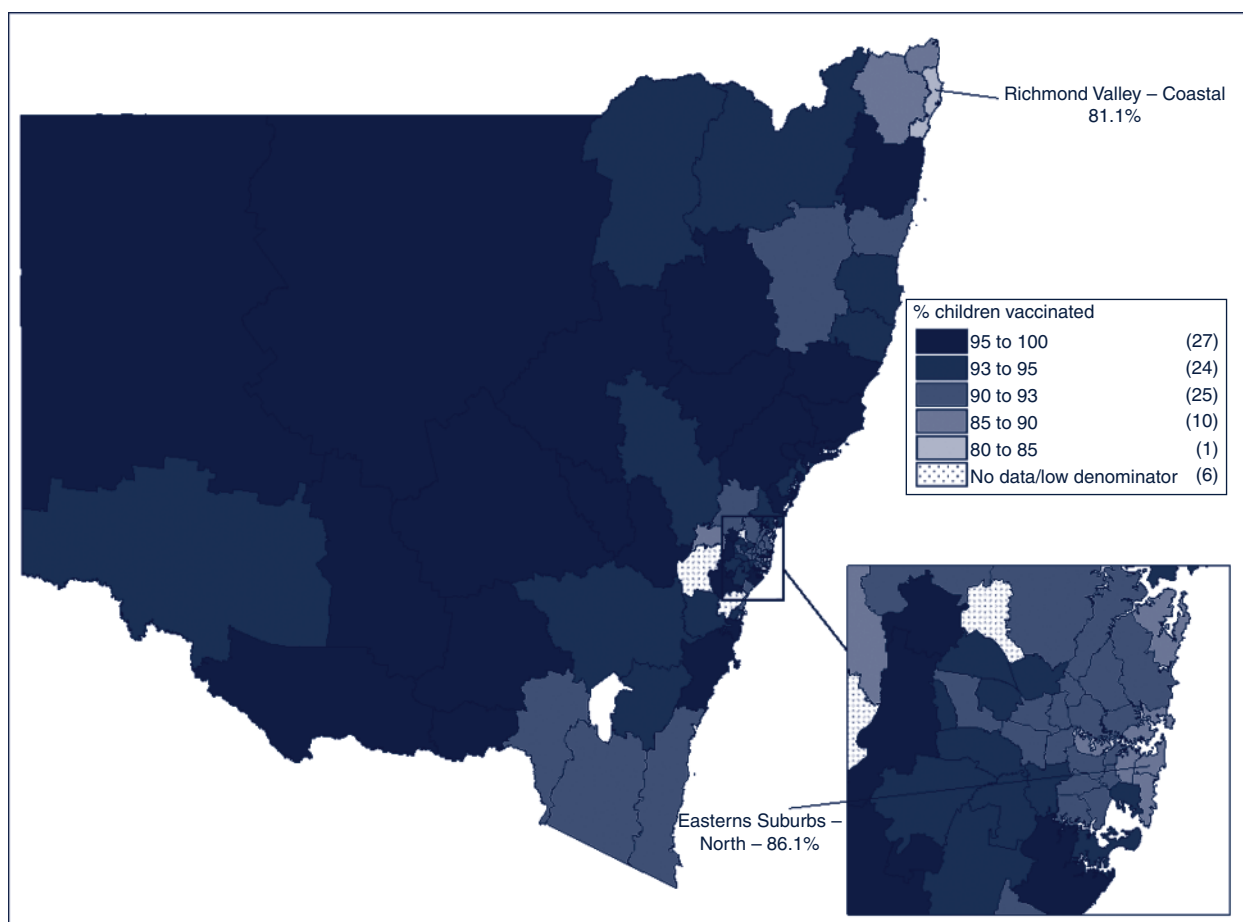 Richmond Valley – Coastal
81.1%
% children vaccinated
95 to 100 (27)
93 to 95 (24)
90 to 93 (25)
85 to 90 (10)
80 to 85 (1)
No data/low denominator (6)
Easterns Suburbs –
North – 86.1%